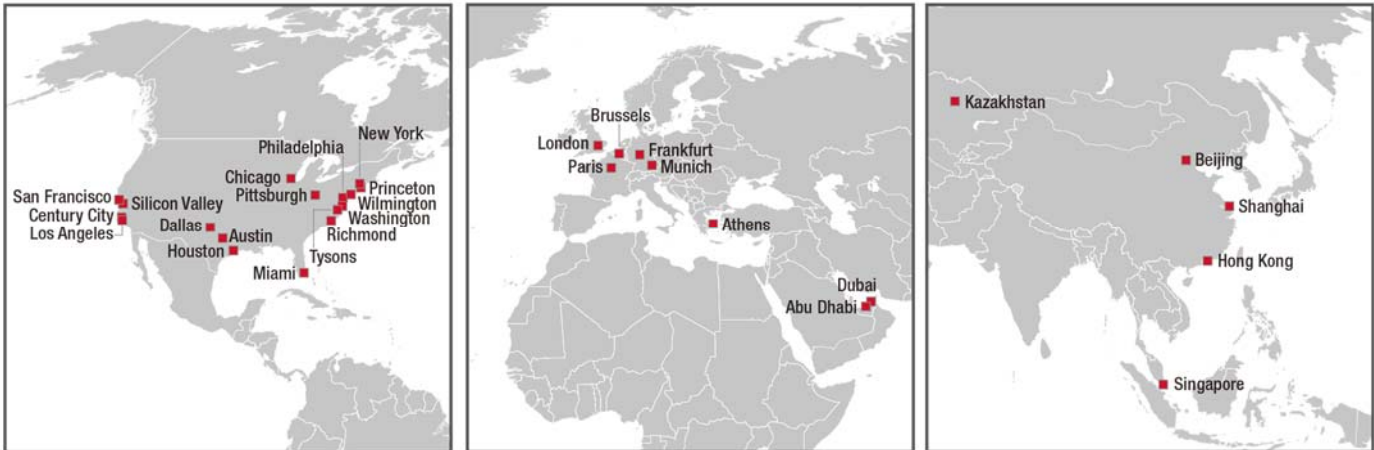 New York
Philadelphia
Chicago
Pittsburgh
Princeton
Wilmington
Washington
Richmond
San Francisco
Silicon Valley
Century City
Los Angeles
Dallas
Austin
Houston
Tysons
Miami
Brussels
London
Frankfurt
Paris
Munich
Athens
Dubai
Abu Dhabi
Kazakhstan
Beijing
Shanghai
Hong Kong
Singapore